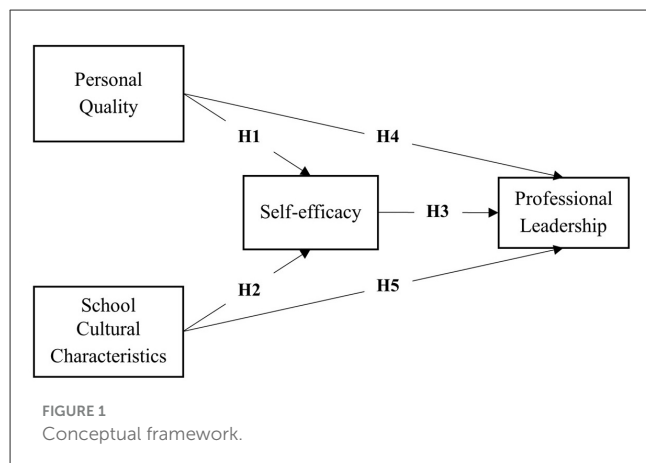 Personal
Quality
H1
H4
Self-efficacy
H3
Professional
Leadership
H2
H5
School
Cultural
Characteristics
FIGURE 1
Conceptual framework.